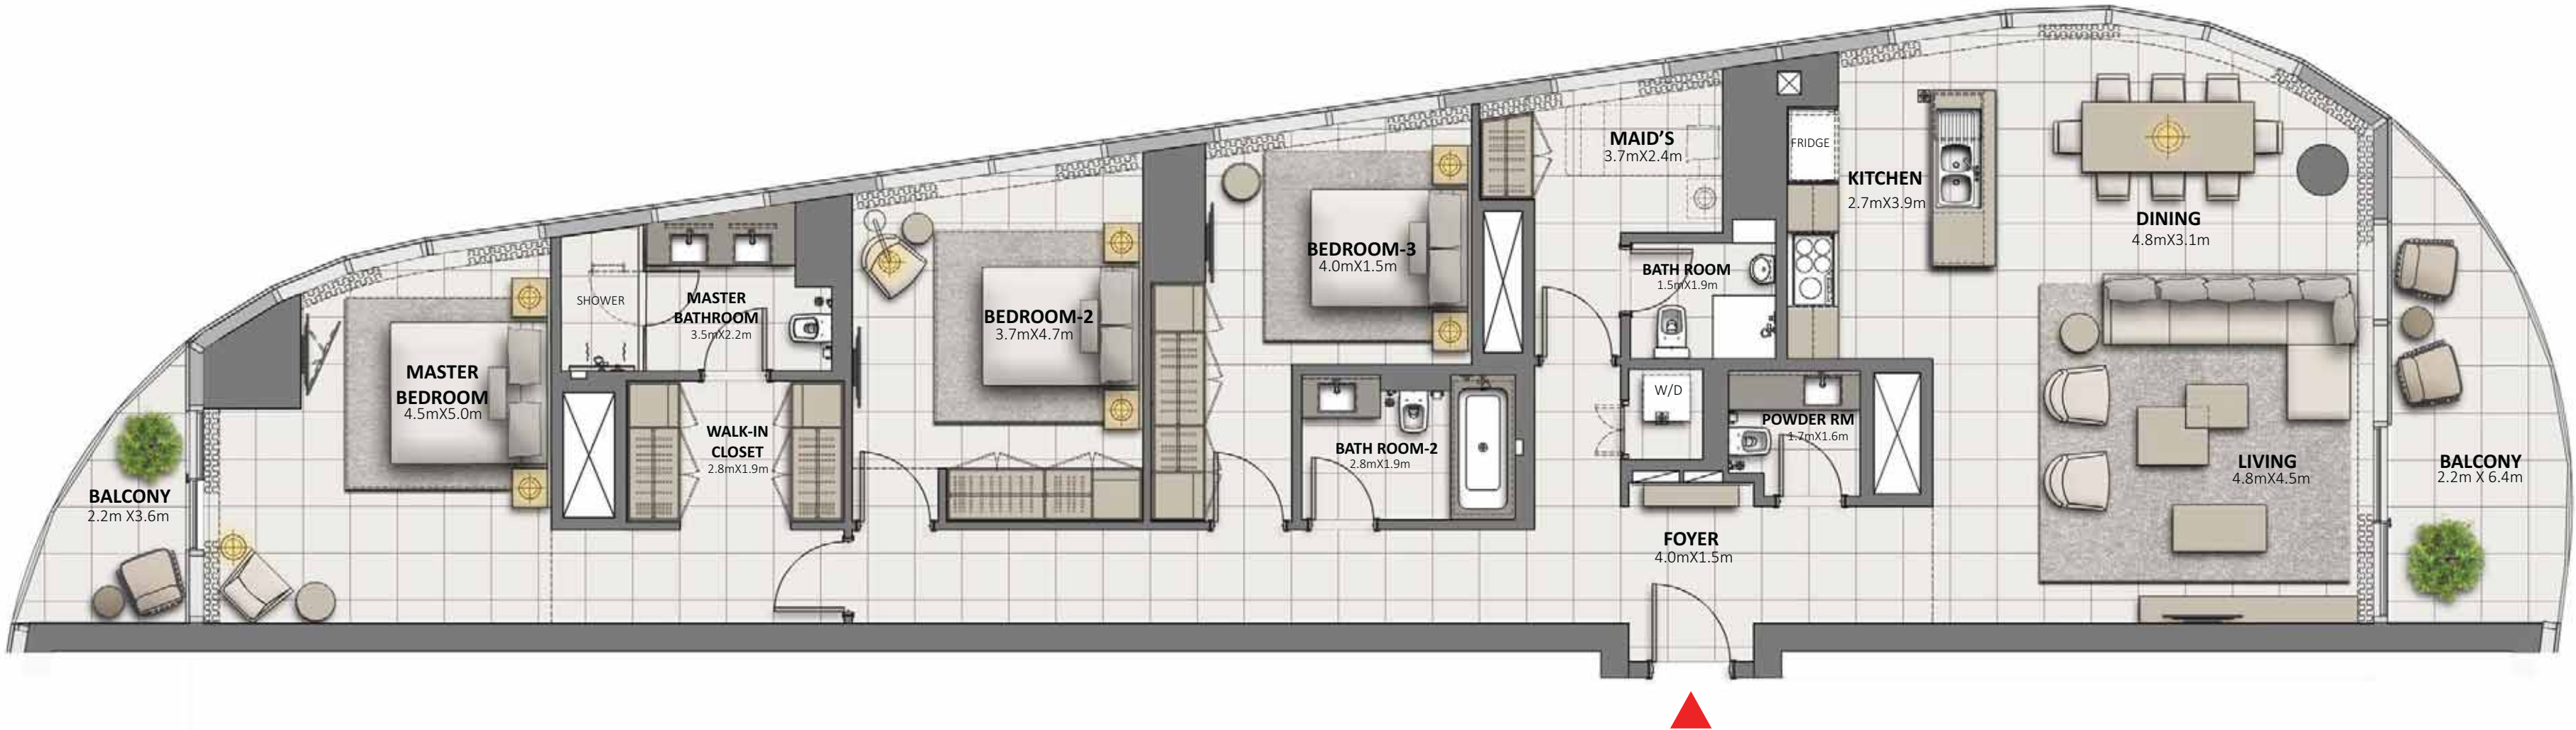 MASTER
BEDROOM
4.5mX5.0m
BALCONY
2.2m X3.6m
SHOWER
MASTER
BATHROOM
3.5mX2.2m
WALK-IN
CLOSET
2.8mX1.9m
BEDROOM-2
3.7mX4.7m
BEDROOM-3
4.0mX1.5m
BATH ROOM-2
2.8mX1.9m
MAID'S
3.7mX2.4m
BATH ROOM
1.5mX1.9m
W/D
POWDER RM
1.7mX1.6m
FOYER
4.0mX1.5m
FRIDGE
KITCHEN
2.7mX3.9m
DINING
4.8mX3.1m
LIVING
4.8mX4.5m
BALCONY
2.2m X 6.4m